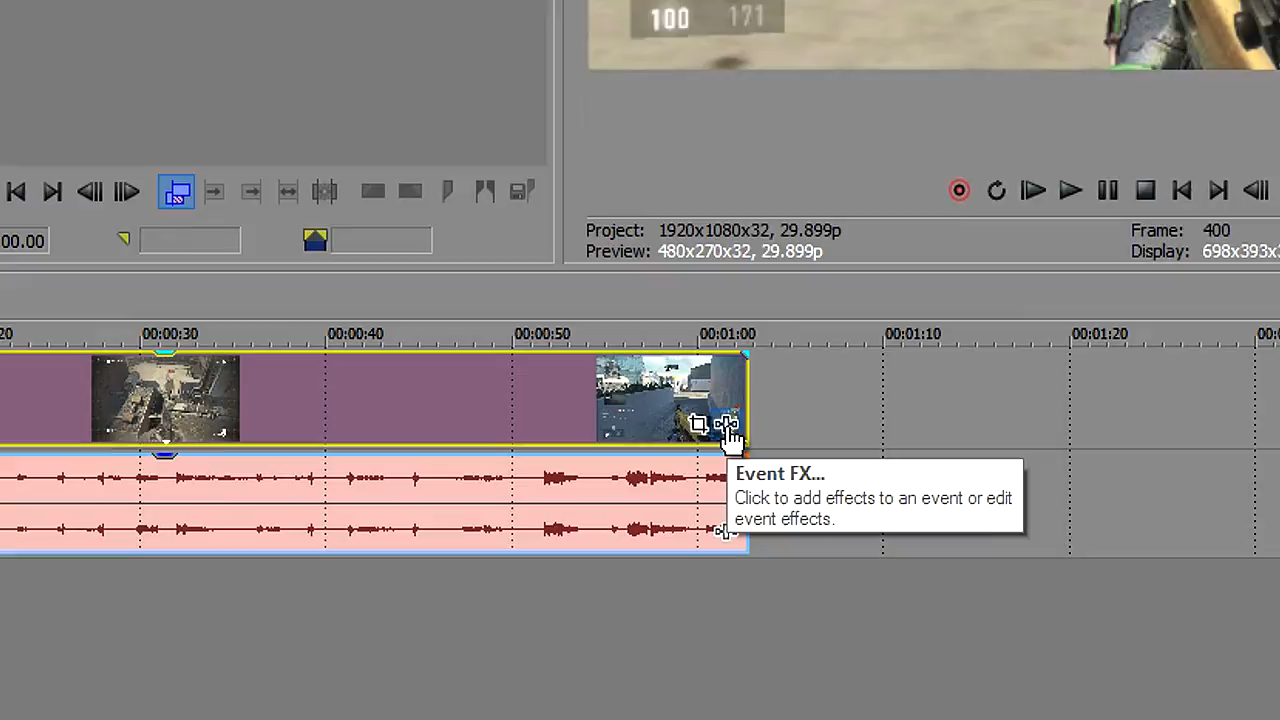 100 171
00.00
Project: 1920x1080x32, 29.899p
Frame: 400
Preview: 480x270x32, 29.899p
Display: 698x393x3
20 00:00:30 00:00:40 00:00:50 00:01:00 00:01:10 00:01:20 00:0
Event FX...
Click to add effects to an event or edit
event effects.